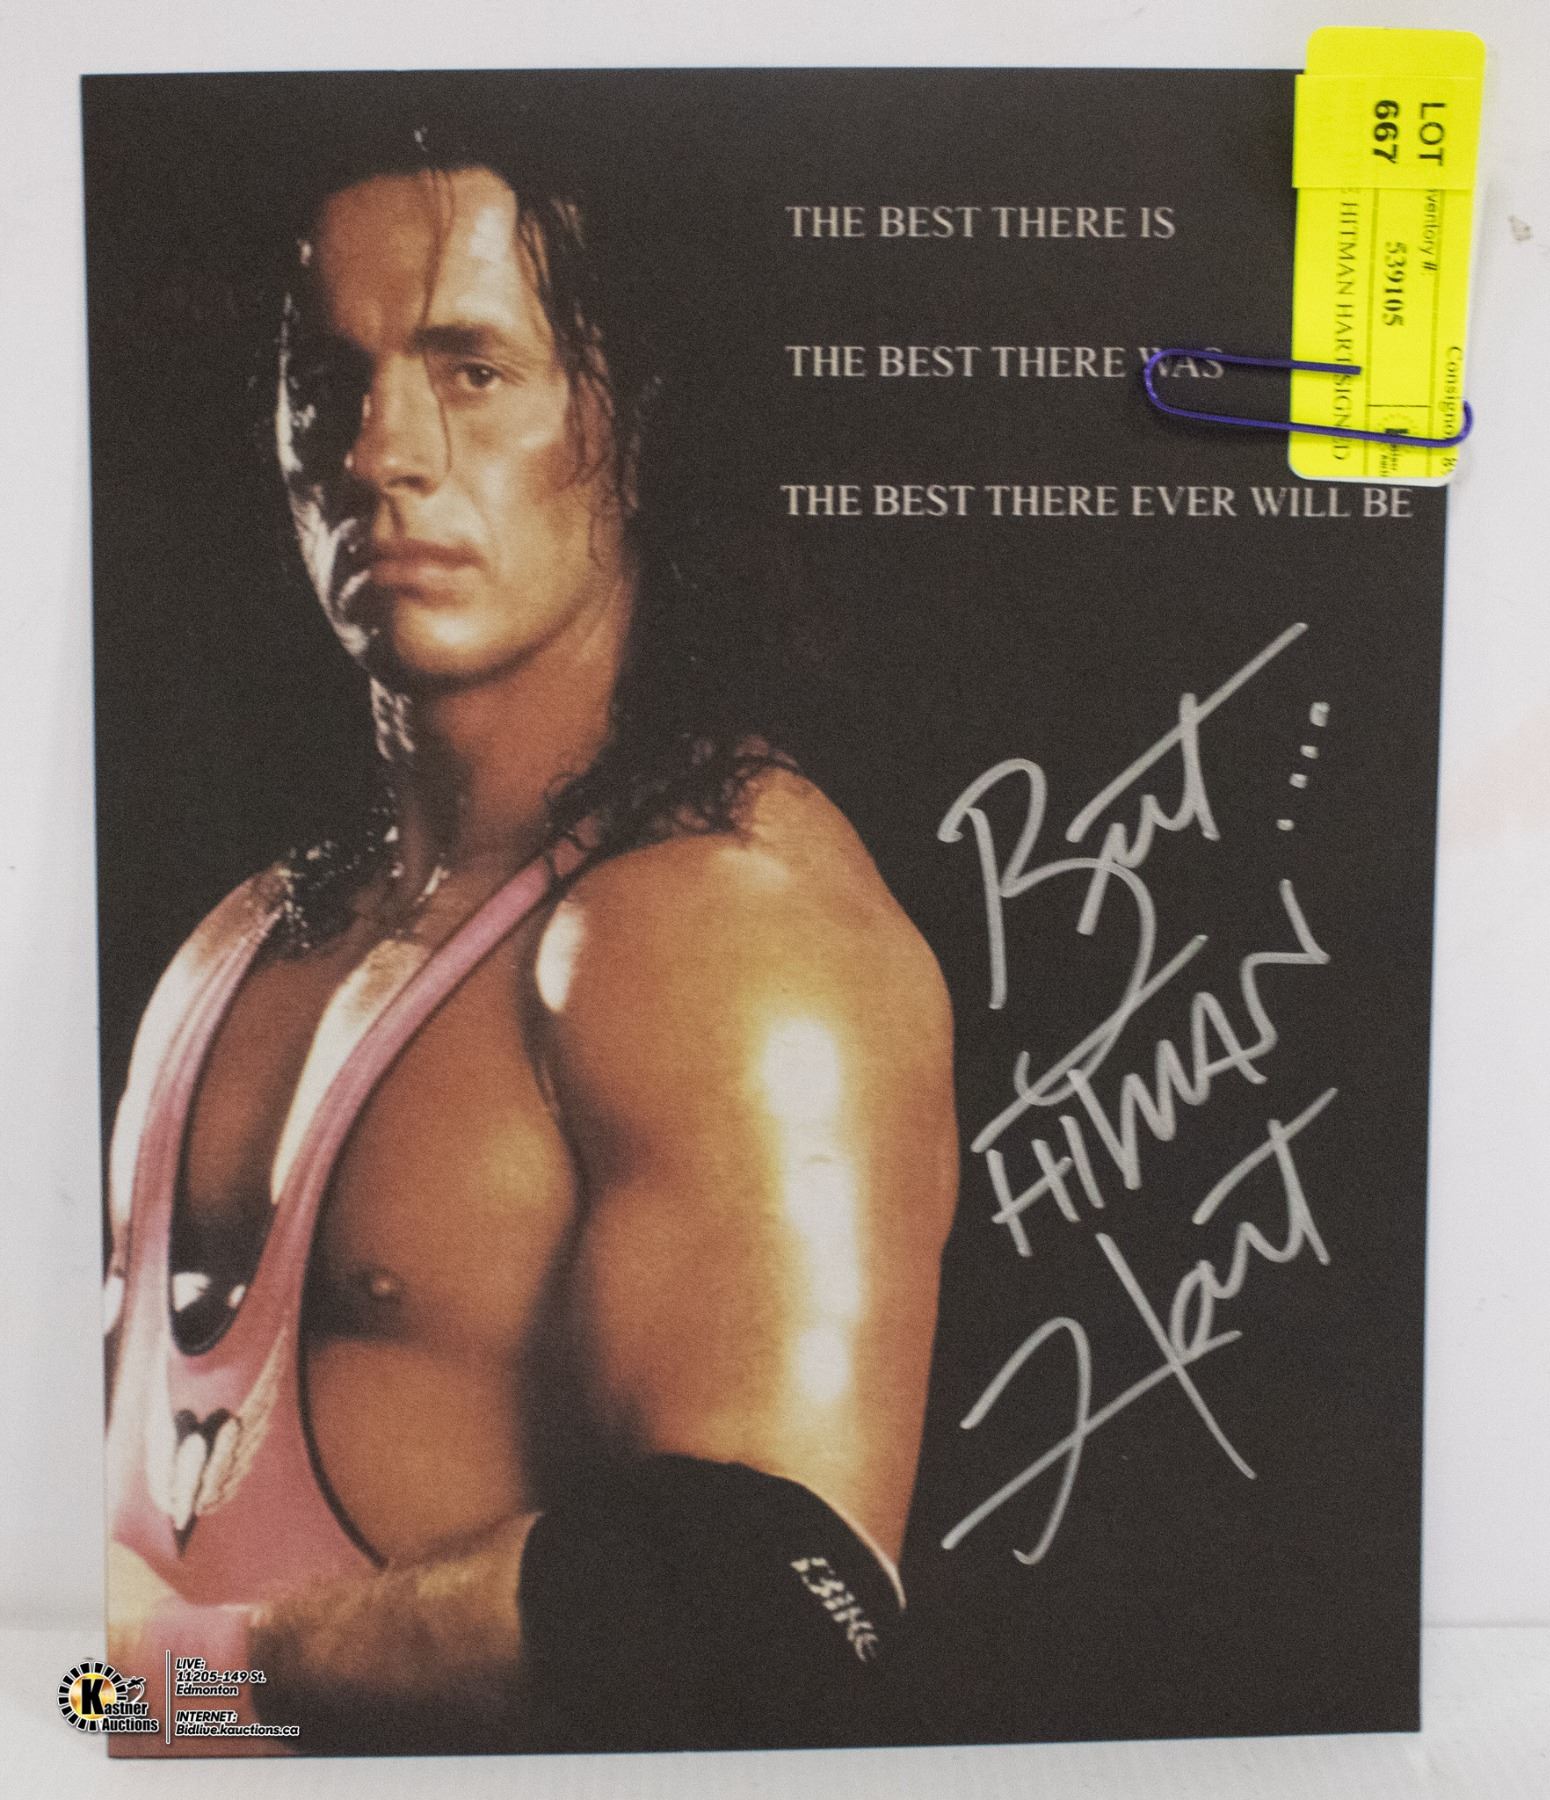 THE BEST THERE IS
THE BEST THERE WAS
THE BEST THERE EVER WILL BE
LOT
667
Inventory #:
539105
HITMAN HART SIGNED
Bret
HITMAN
Hart
Kastner
Auctions
LIVE:
11205-149 St.
Edmonton
INTERNET:
Bidlive.kauctions.ca